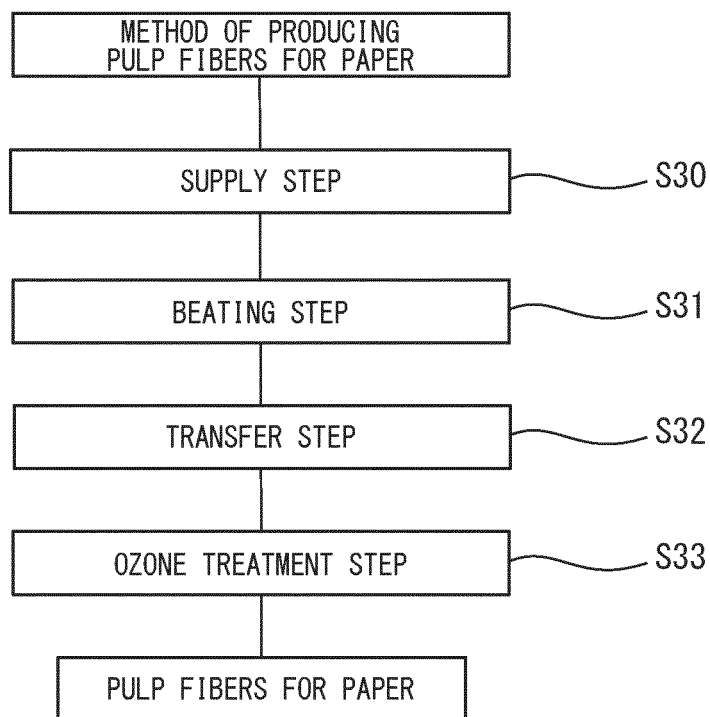 METHOD OF PRODUCING
PULP FIBERS FOR PAPER
SUPPLY STEP
S30
BEATING STEP
S31
TRANSFER STEP
S32
OZONE TREATMENT STEP
S33
PULP FIBERS FOR PAPER